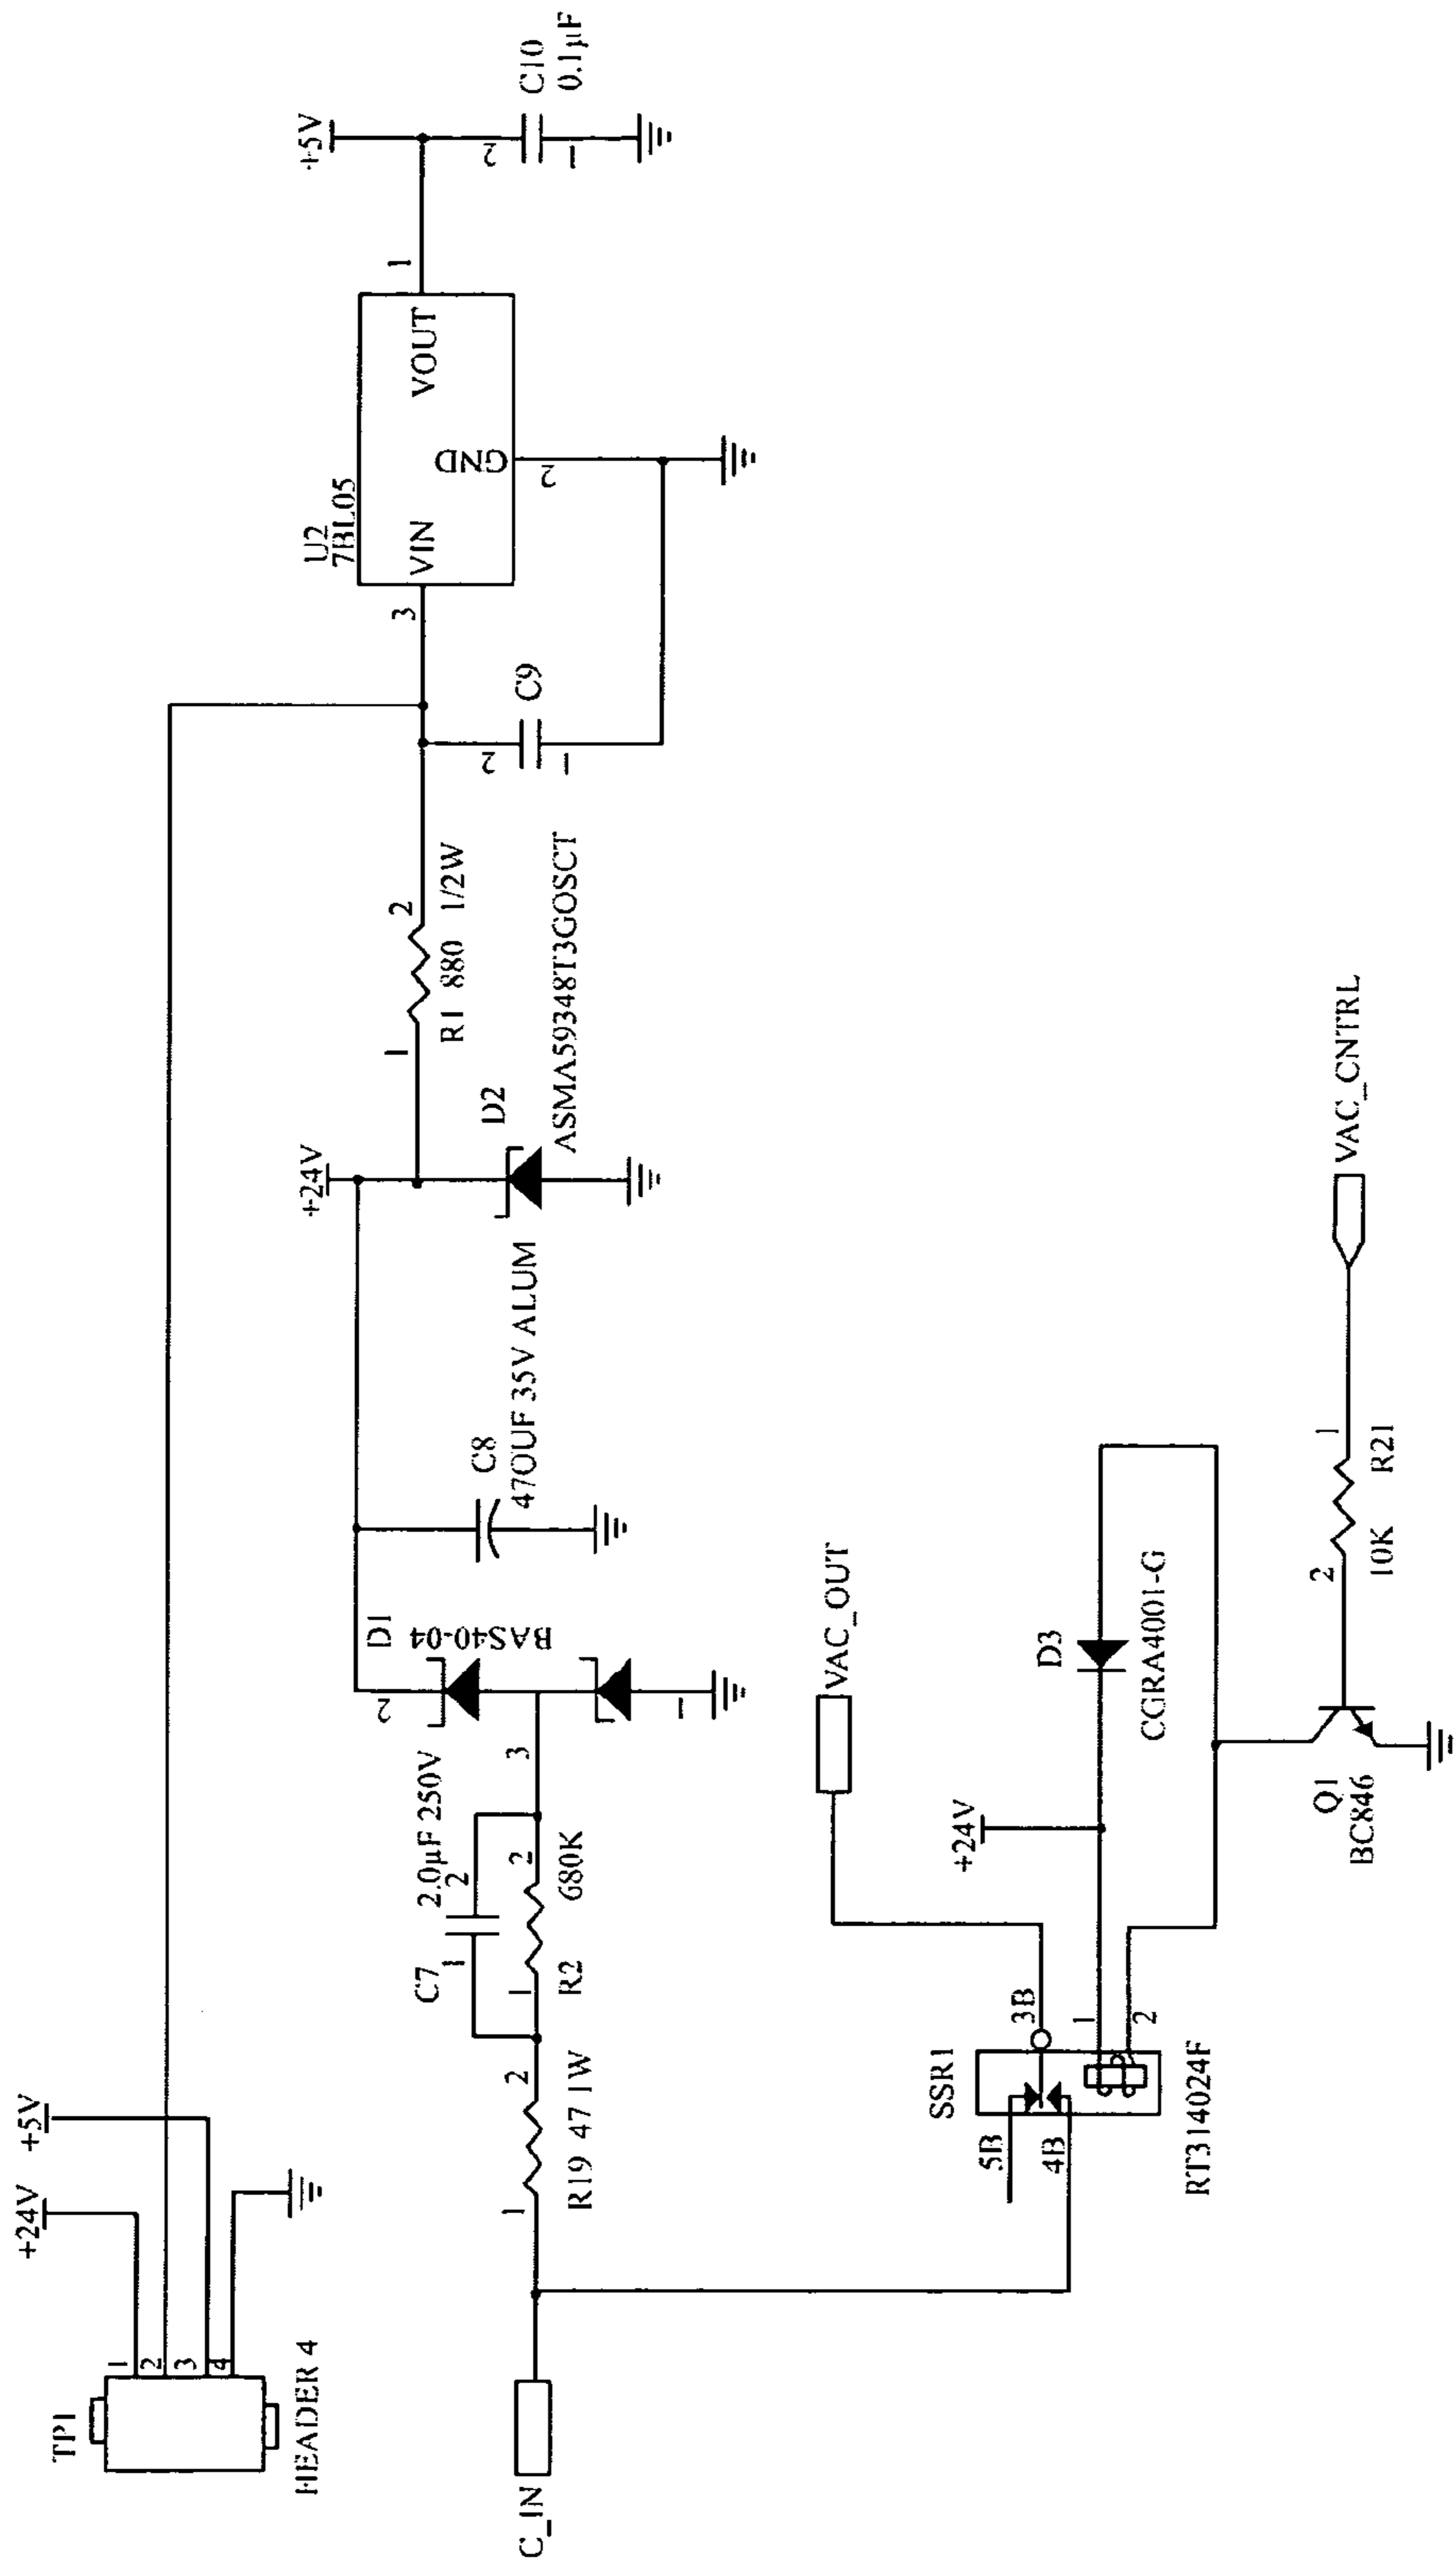 TP1
HEADER 4
1
2
3
4
+24V
+5V
U2
7BL05
VIN
VOUT
GND
3
1
2
+5V
2
1
C10
0.1µF
2
1
C9
1
2
R1 880 1/2W
+24V
D2
ASMA59348T3GOSCT
C8
470UF 35V ALUM
D1
BAS40-04
2
1
3
C7
2.0µF 250V
1
2
1
2
R2
680K
1
2
R19 47 1W
C_IN
VAC_OUT
SSR1
3B
5B
4B
1
2
RT314024F
+24V
D3
CGRA4001-G
Q1
BC846
2
1
10K
R21
VAC_CNTRL